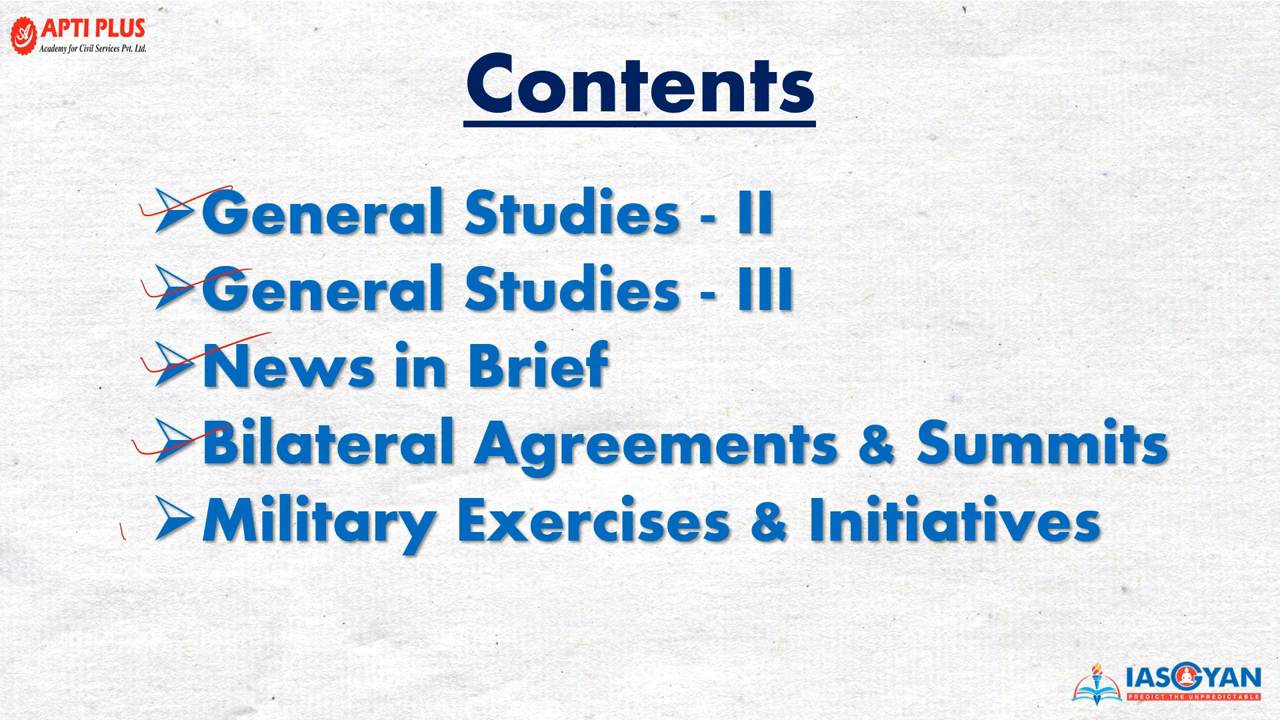 APTI PLUS
Academy for Civil Services Pvt. Ltd.
Contents
General Studies - II
General Studies - III
News in Brief
Bilateral Agreements & Summits
Military Exercises & Initiatives
IASGYAN
PREDICT THE UNPREDICTABLE